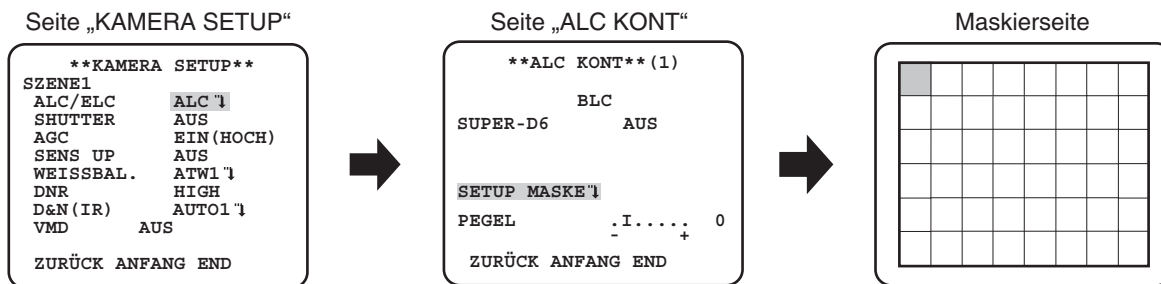 Seite „KAMERA SETUP“
**KAMERA SETUP**
SZENE1
ALC/ELC ALC
SHUTTER AUS
AGC EIN(HOCH)
SENS UP AUS
WEISSBAL. ATW1
DNR HIGH
D&N(IR) AUTO1
VMD AUS
ZURÜCK ANFANG END
Seite „ALC KONT“
**ALC KONT**(1)
BLC
SUPER-D6 AUS
SETUP MASKE
PEGEL .I..... 0
- +
ZURÜCK ANFANG END
Maskierseite